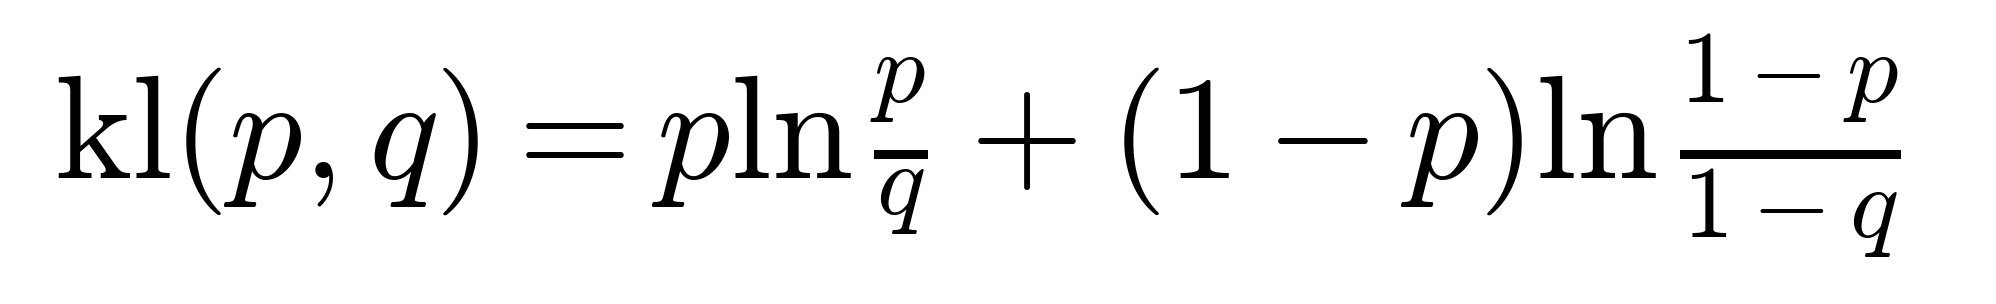 kl(p, q) = p ln p/q + (1 − p) ln (1 − p)/(1 − q)